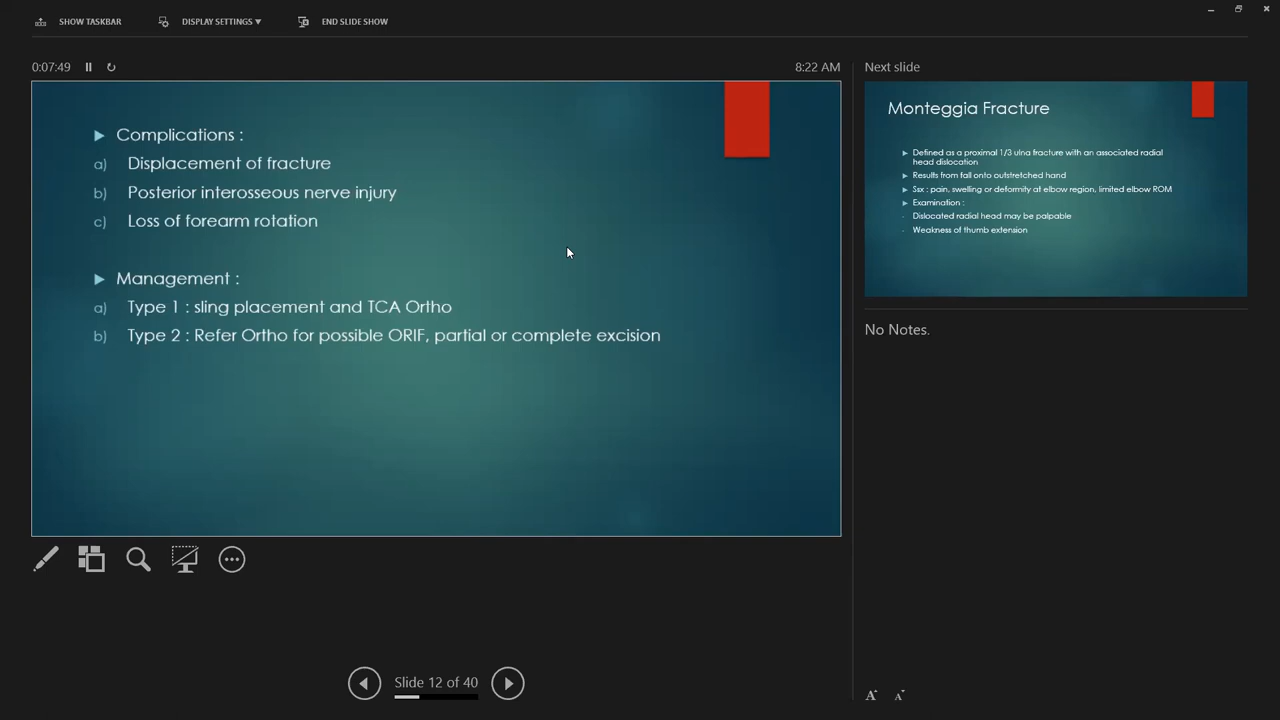 SHOW TASKBAR
DISPLAY SETTINGS
END SLIDE SHOW
0:07:49
8:22 AM
Complications :
a) Displacement of fracture
b) Posterior interosseous nerve injury
c) Loss of forearm rotation
Management :
a) Type 1 : sling placement and TCA Ortho
b) Type 2 : Refer Ortho for possible ORIF, partial or complete excision
Slide 12 of 40
Next slide
Monteggia Fracture
Defined as a proximal 1/3 ulna fracture with an associated radial
head dislocation
Results from fall onto outstretched hand
Ssx : pain, swelling or deformity at elbow region, limited elbow ROM
Examination :
- Dislocated radial head may be palpable
- Weakness of thumb extension
No Notes.
A A